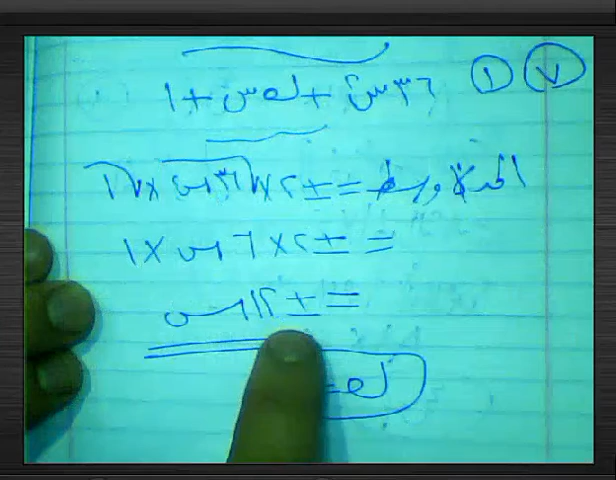 ٧ ١ ٣٦س٢ + ك س + ١
الحد الأوسط = ± ٢ × √٣٦س٢ × √١
= ± ٢ × ٦س × ١
= ± ١٢س
ك =